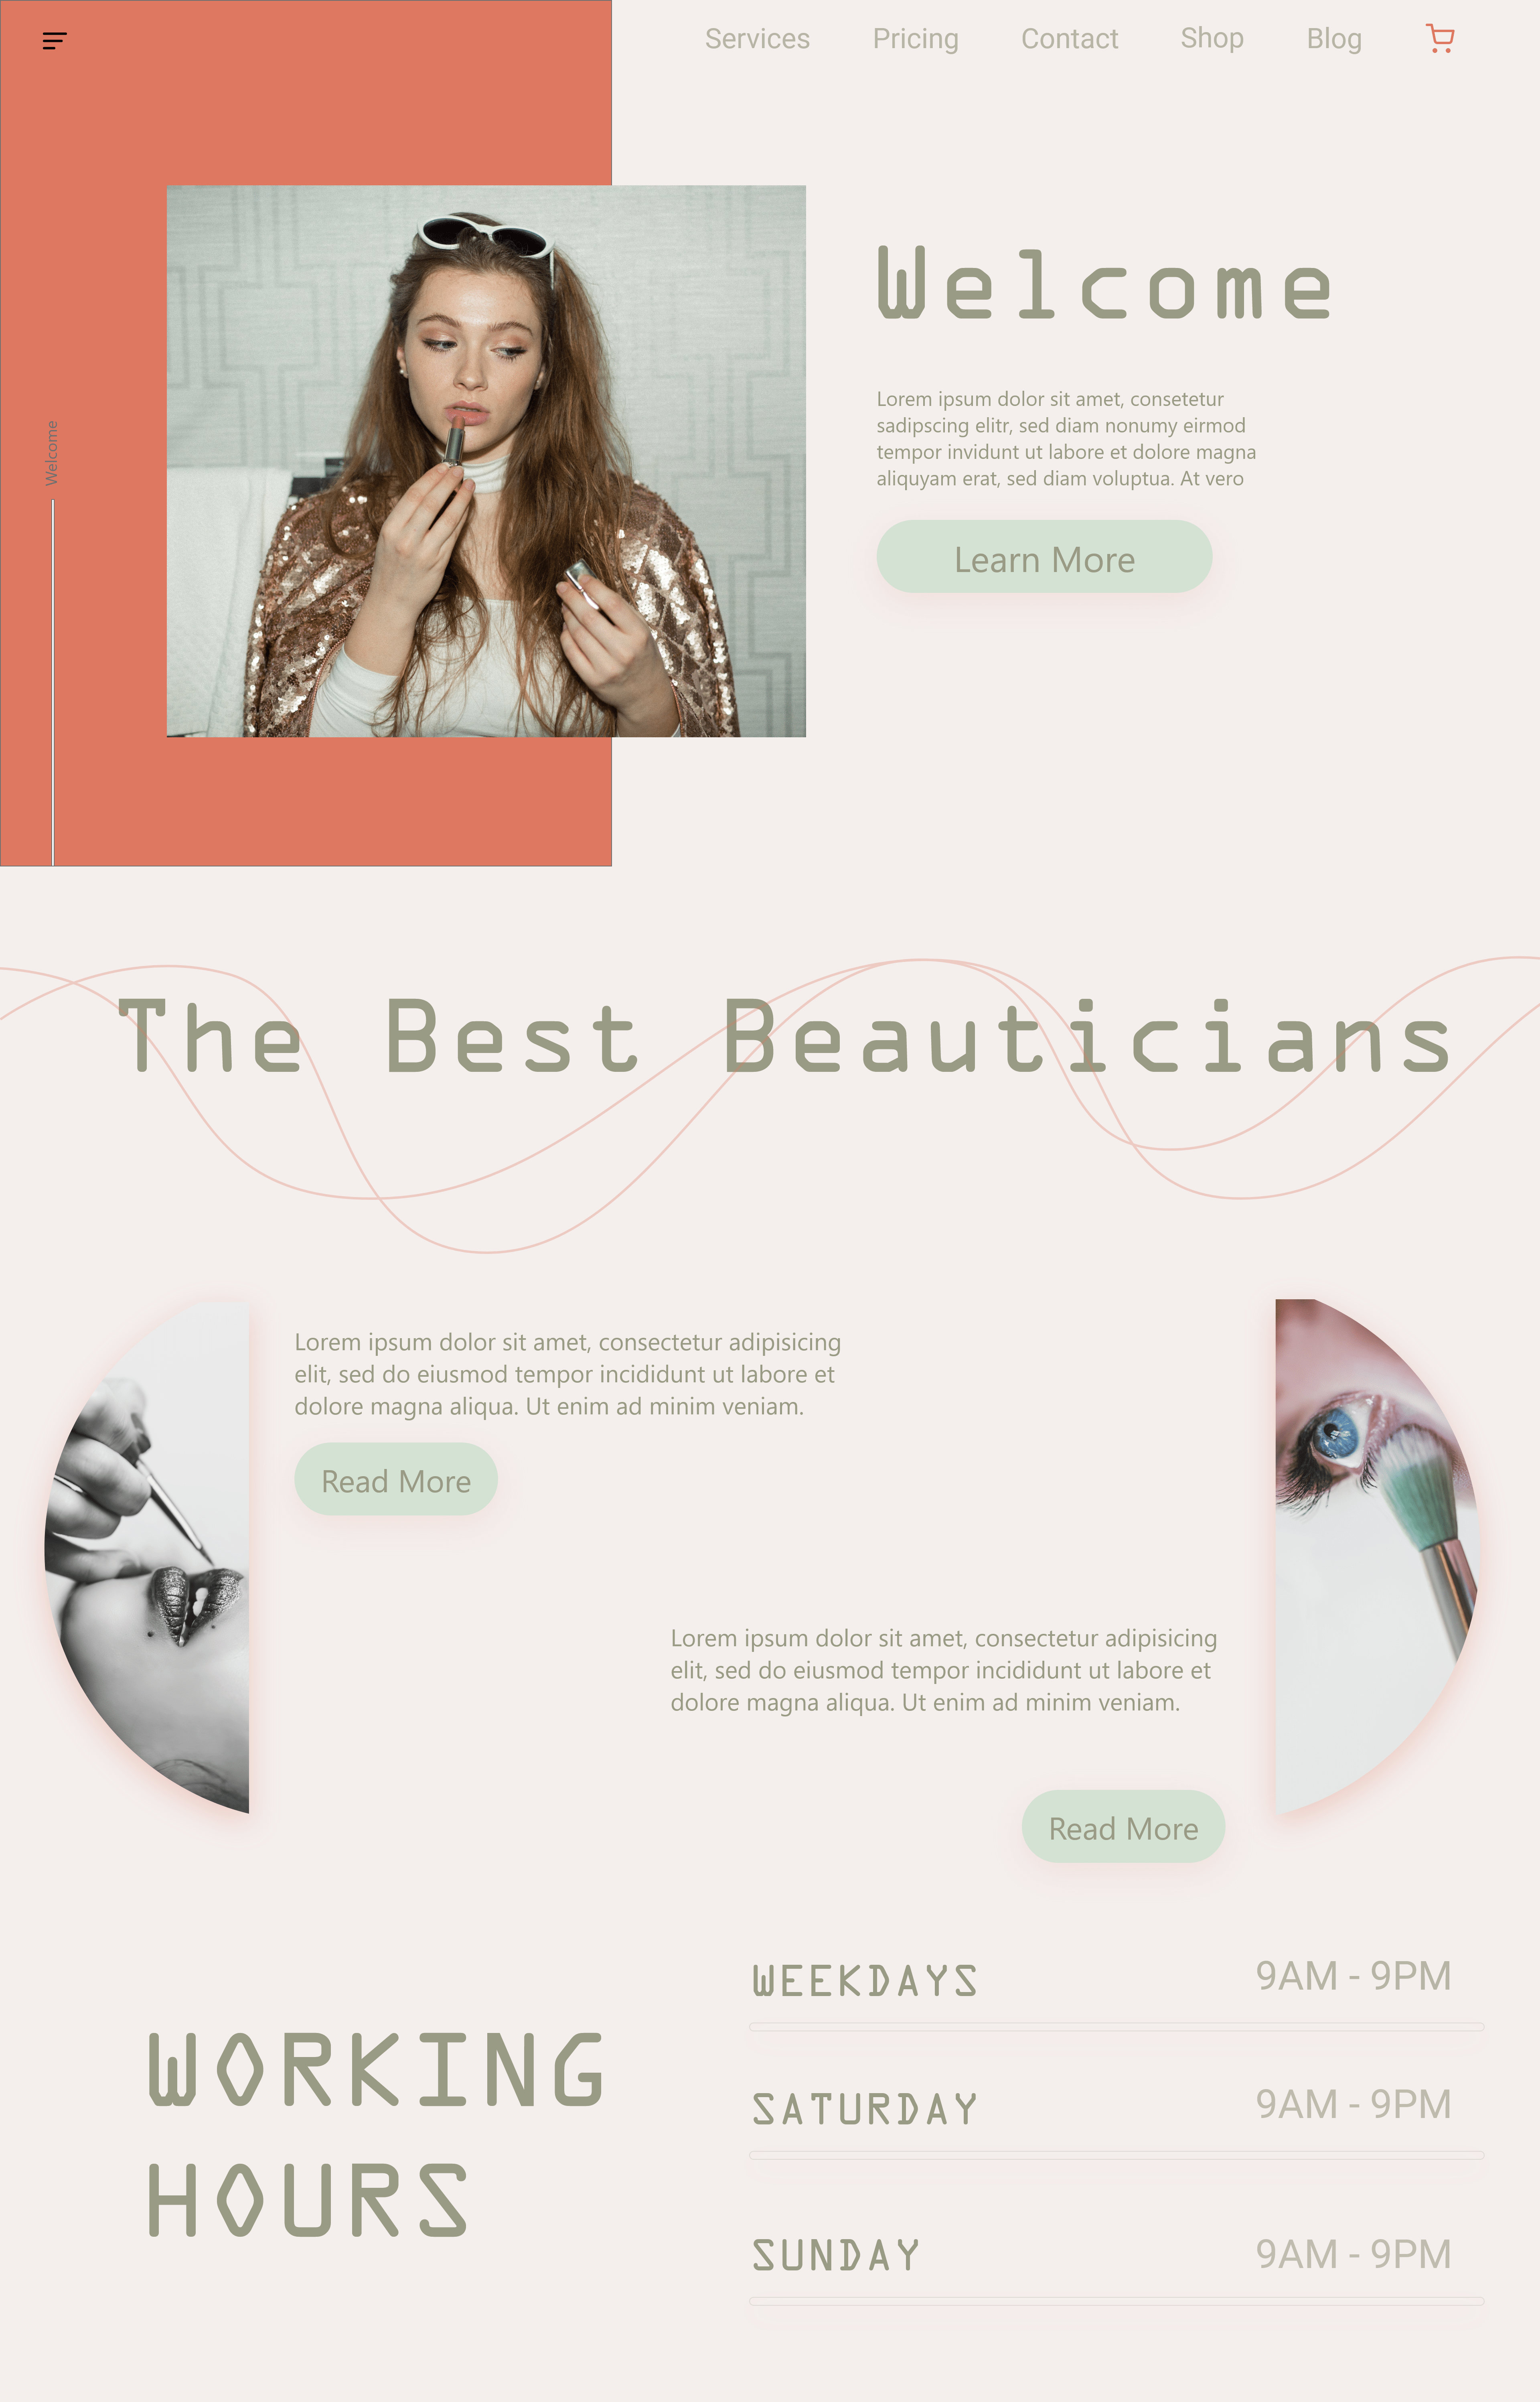 Services Pricing Contact Shop Blog
Welcome
Welcome
Lorem ipsum dolor sit amet, consetetur
sadipscing elitr, sed diam nonumy eirmod
tempor invidunt ut labore et dolore magna
aliquyam erat, sed diam voluptua. At vero
Learn More
The Best Beauticians
Lorem ipsum dolor sit amet, consectetur adipisicing
elit, sed do eiusmod tempor incididunt ut labore et
dolore magna aliqua. Ut enim ad minim veniam.
Read More
Lorem ipsum dolor sit amet, consectetur adipisicing
elit, sed do eiusmod tempor incididunt ut labore et
dolore magna aliqua. Ut enim ad minim veniam.
Read More
WORKING
HOURS
WEEKDAYS 9AM - 9PM
SATURDAY 9AM - 9PM
SUNDAY 9AM - 9PM